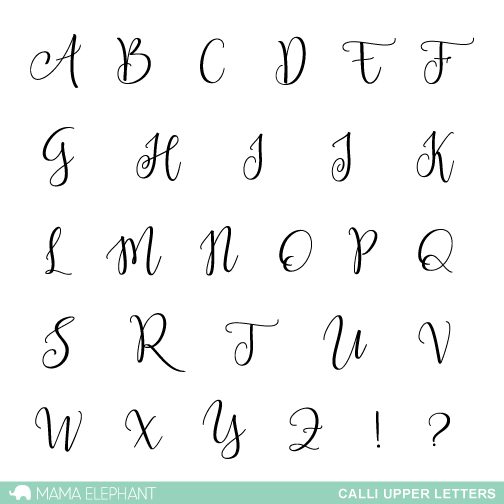 A B C D E F
G H I J K
L M N O P Q
S R T U V
W X Y Z ! ?
MAMA ELEPHANT
CALLI UPPER LETTERS